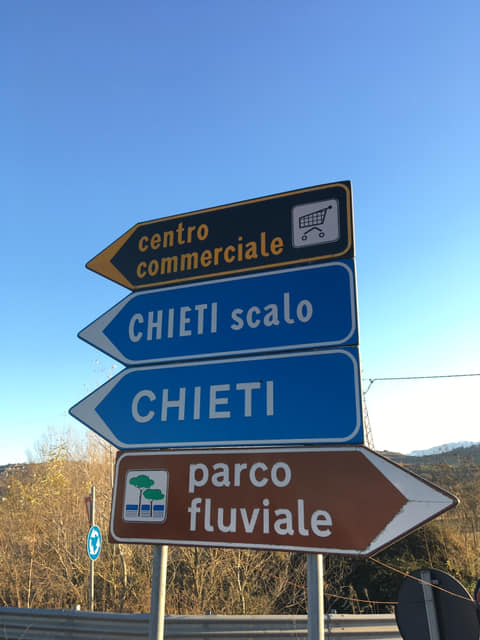 centro
commerciale
CHIETI scalo
CHIETI
parco
fluviale